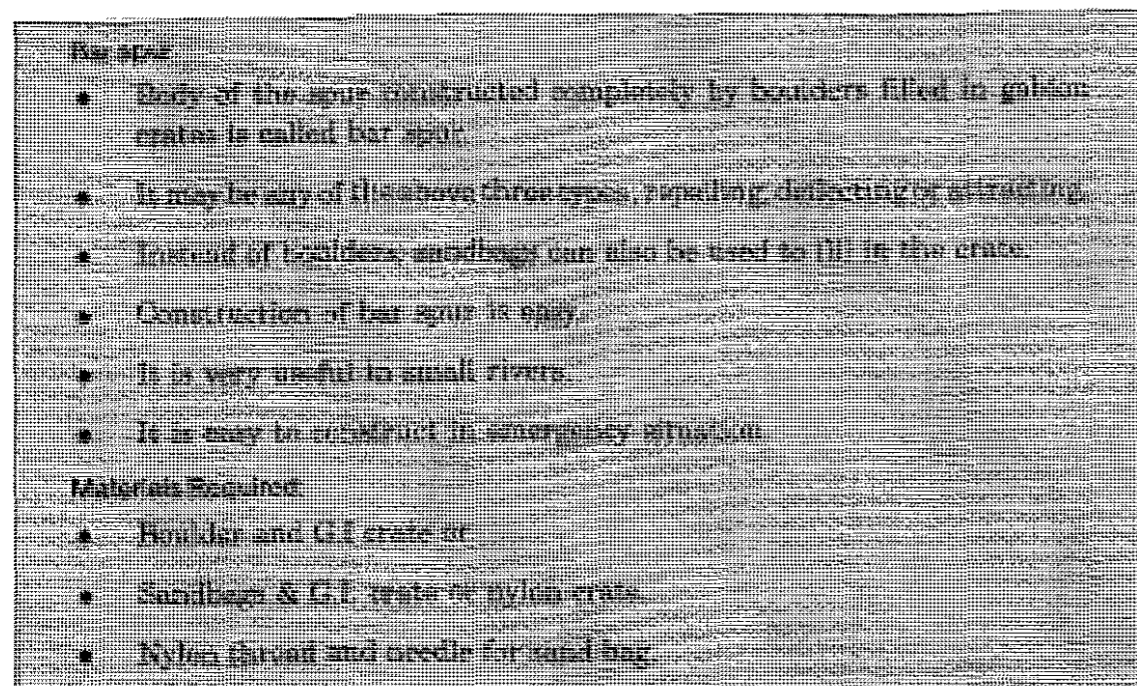 Bar spur
• Body of the spur constructed completely by boulders filled in gabion
crates is called bar spur.
• It may be any of the above three types, repelling, deflecting or attracting.
• Instead of boulders, sandbags can also be used to fill in the crate.
• Construction of bar spur is easy.
• It is very useful in small rivers.
• It is easy to construct in emergency situation.
Materials Required:
• Boulder and G.I. crate or
• Sandbags & G.I. crate or nylon crate.
• Nylon thread and needle for sand bag.